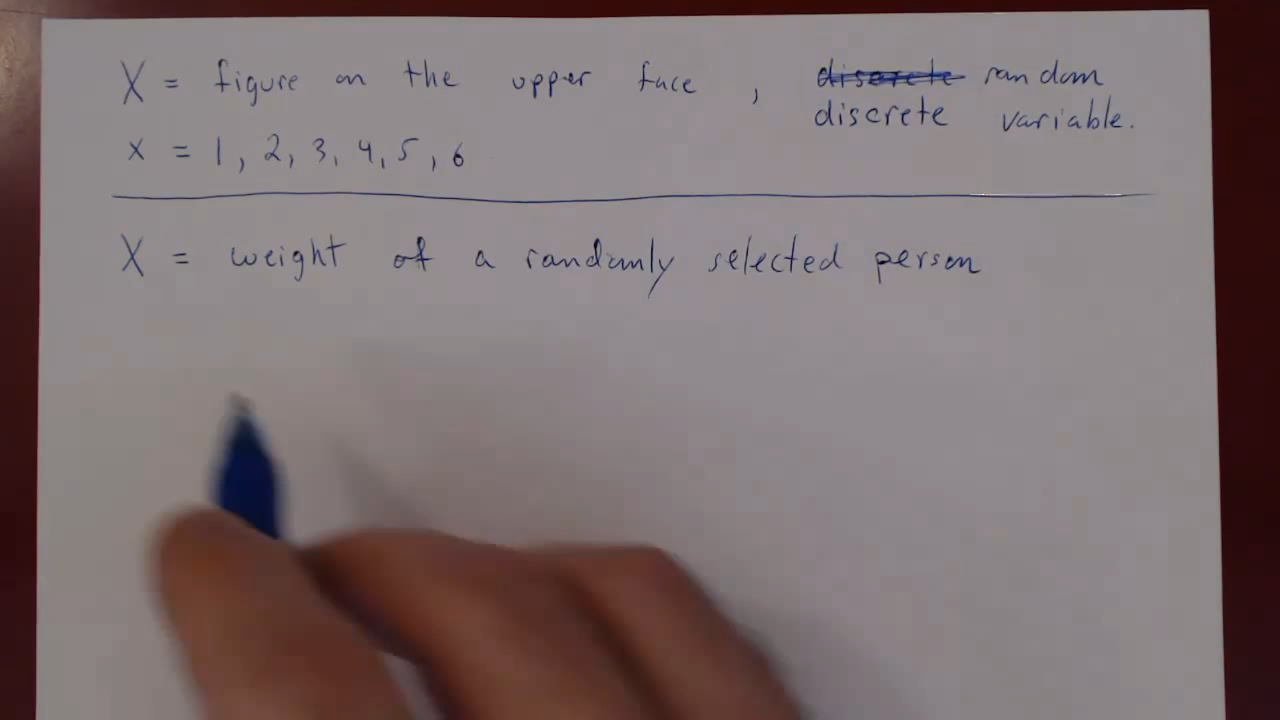 X = figure on the upper face , discrete random
discrete variable.
x = 1, 2, 3, 4, 5, 6
X = weight of a randomly selected person